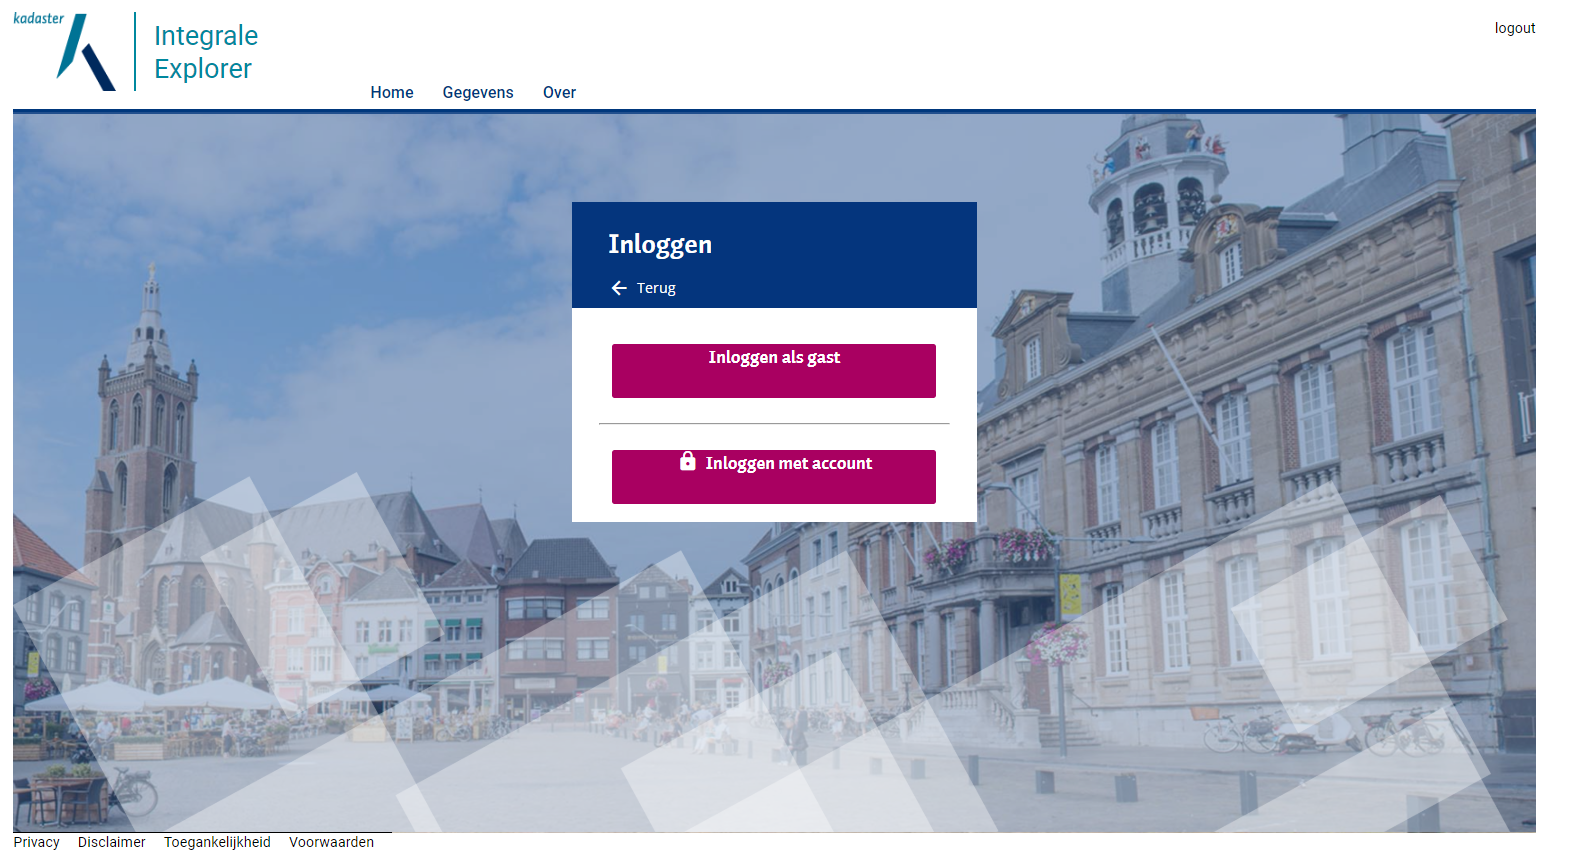 kadaster
Integrale
Explorer
logout
Home Gegevens Over
Inloggen
Terug
Inloggen als gast
Inloggen met account
Privacy Disclaimer Toegankelijkheid Voorwaarden